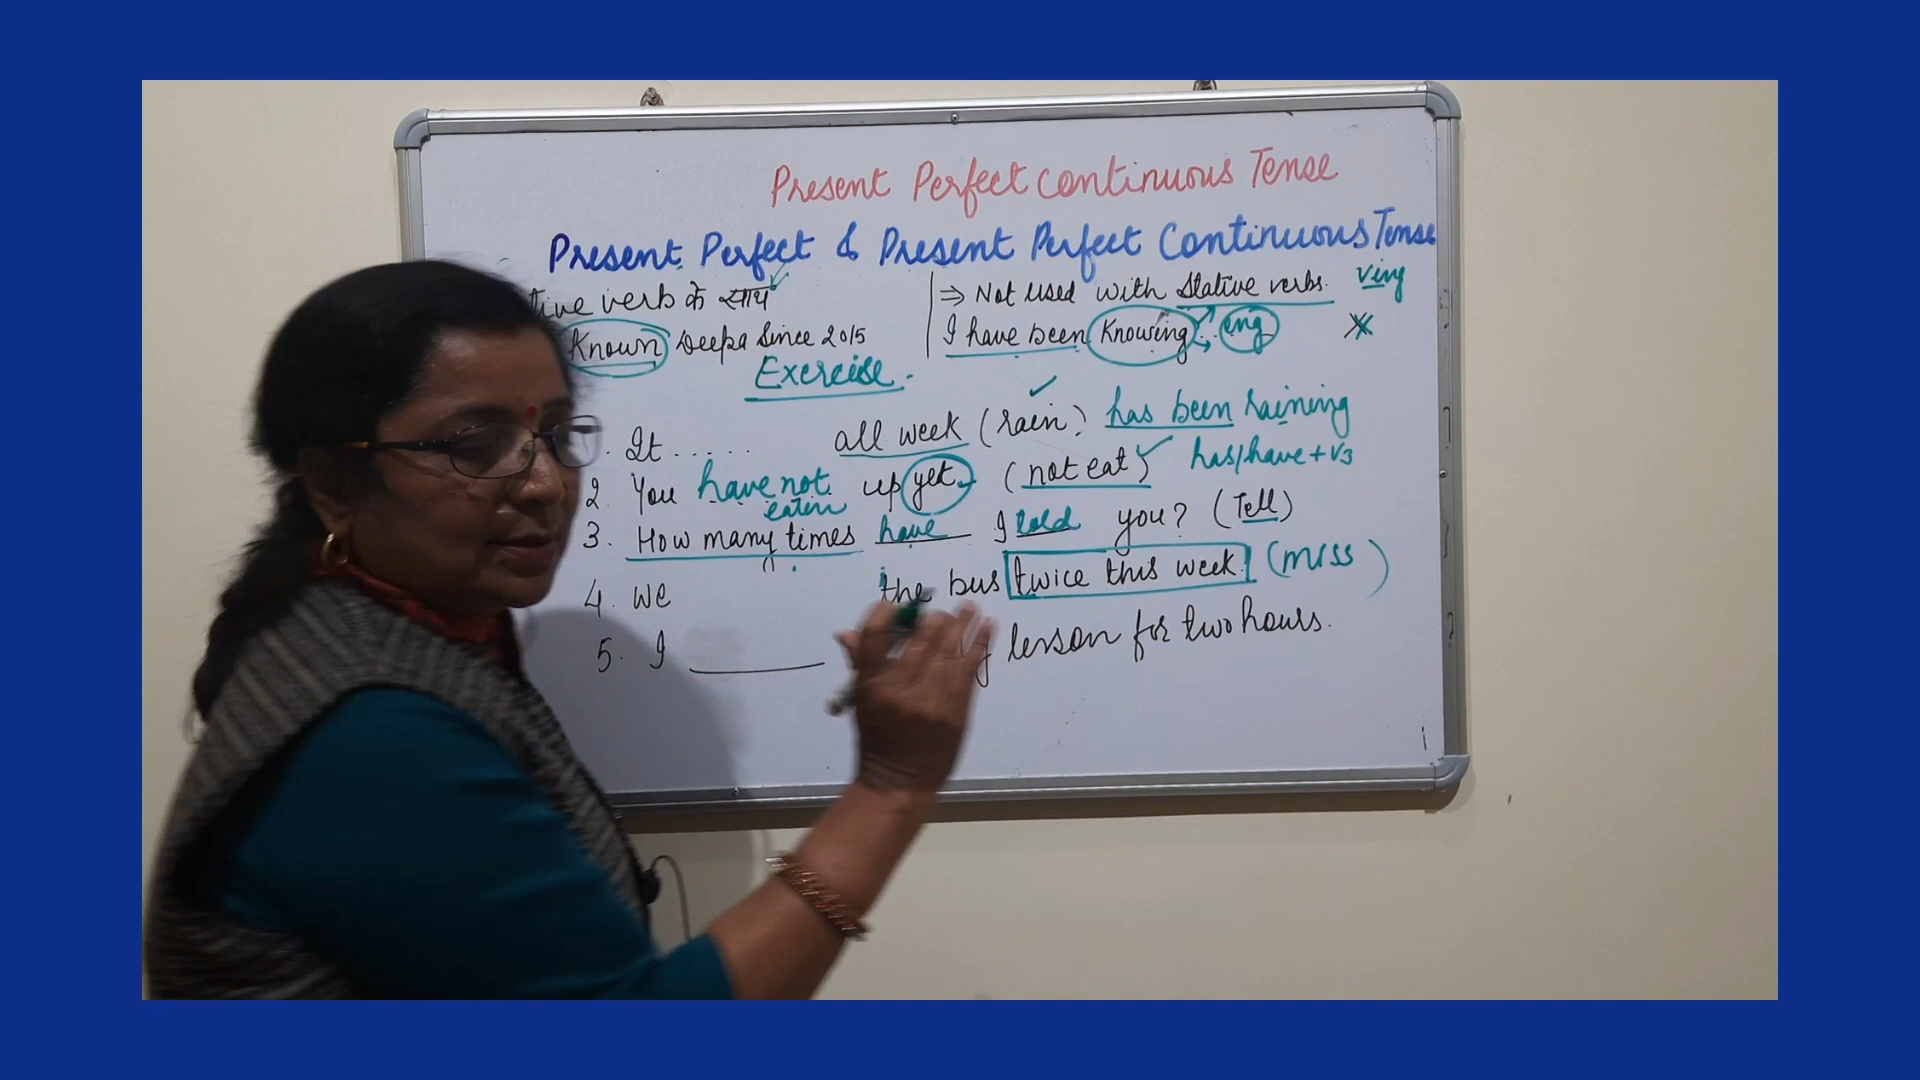 Present Perfect Continuous Tense
Present Perfect & Present Perfect Continuous Tense
tive verb के साथ
⇒ Not used with Stative verbs. Ving
Known Deepa Since 2015
I have been Knowing eng
Exercise.
It ..... all week (rain) has been raining
2. You have not eaten up yet. (not eat) has/have + V3
3. How many times have I told you? (Tell)
4. we the bus twice this week. (miss)
5. I ______ lesson for two hours.